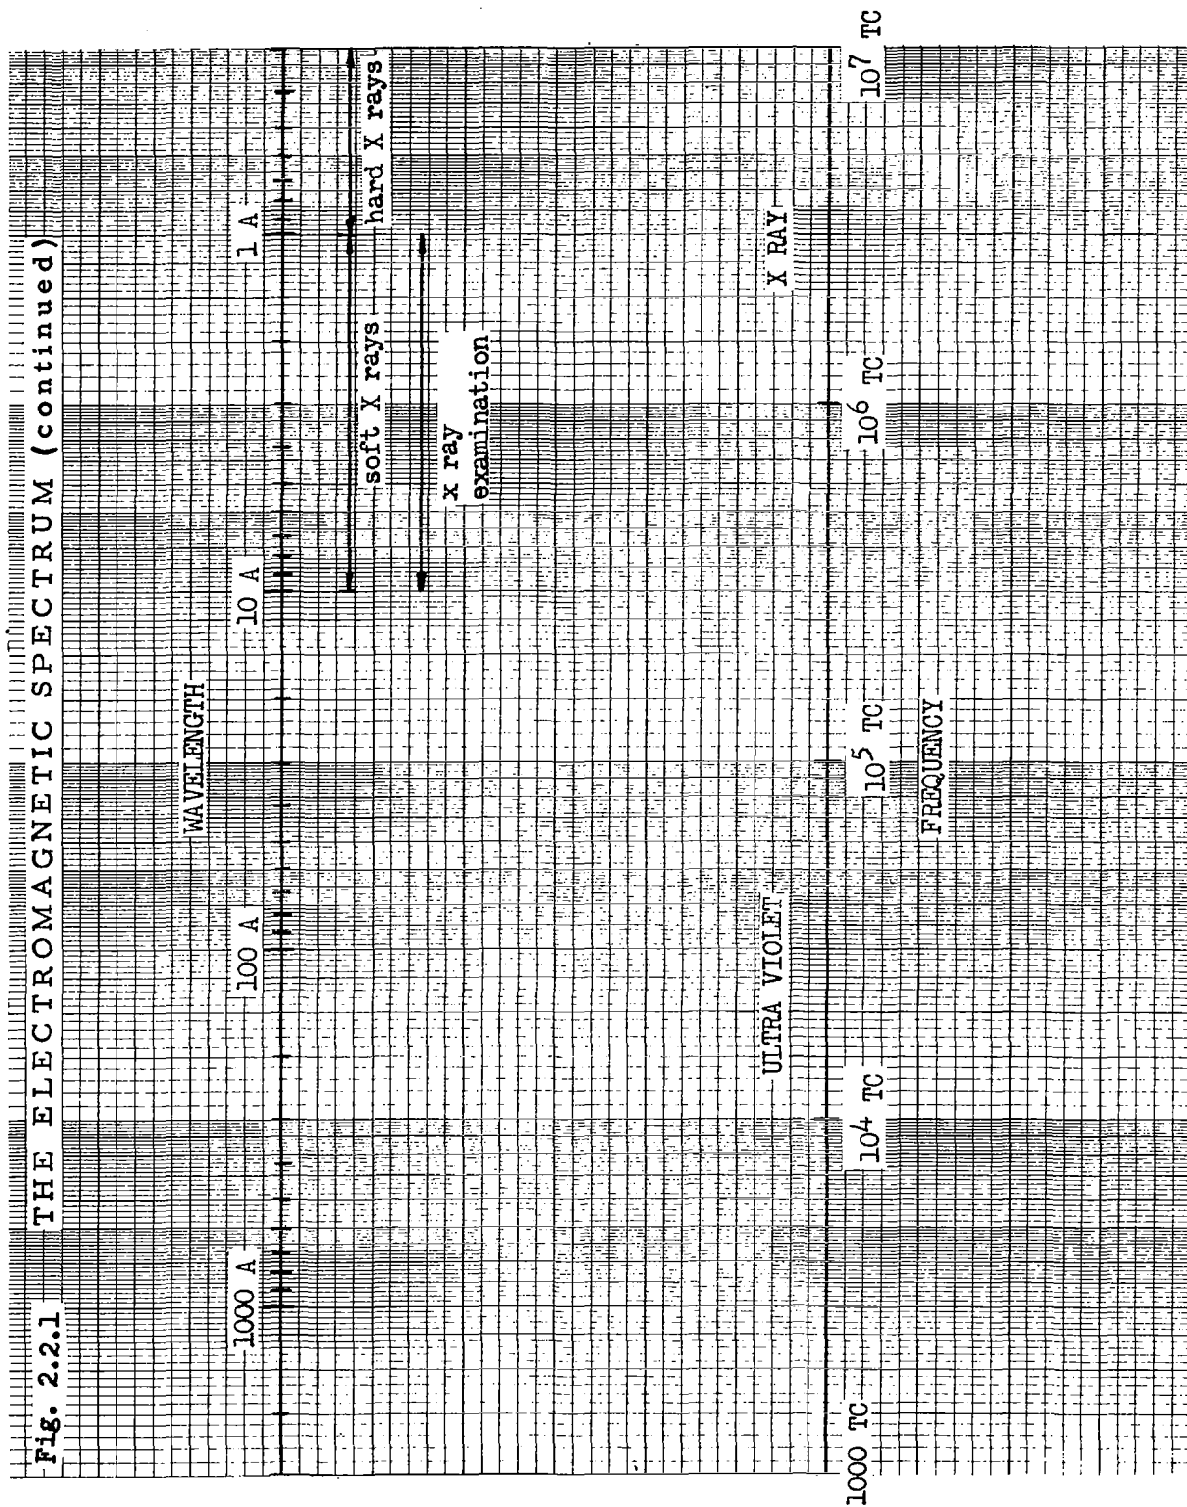 Fig. 2.2.1 THE ELECTROMAGNETIC SPECTRUM (continued)
WAVELENGTH
1000 A 100 A 10 A 1 A
soft X rays hard X rays
X ray
examination
ULTRA VIOLET X RAY
1000 TC 10⁴ TC 10⁵ TC 10⁶ TC 10⁷ TC
FREQUENCY